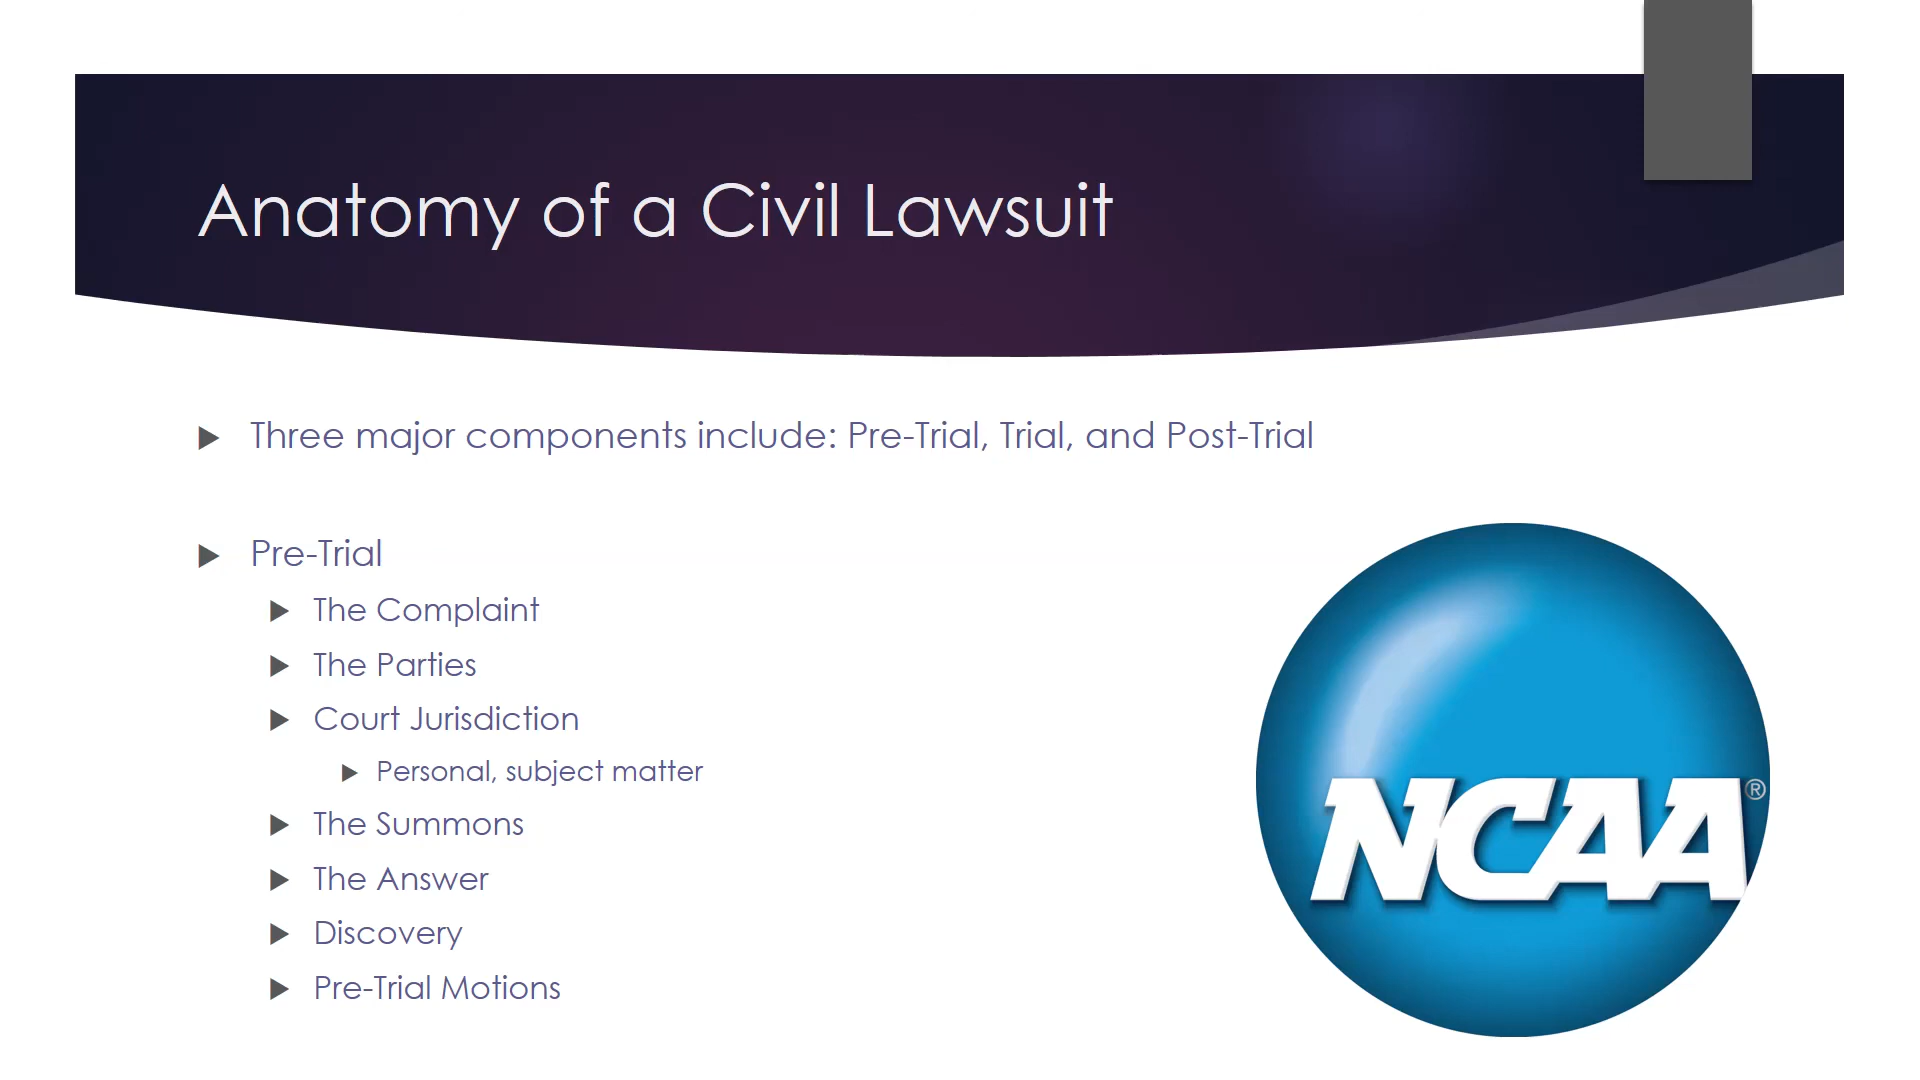 Anatomy of a Civil Lawsuit
Three major components include: Pre-Trial, Trial, and Post-Trial
Pre-Trial
The Complaint
The Parties
Court Jurisdiction
Personal, subject matter
The Summons
The Answer
Discovery
Pre-Trial Motions
NCAA®